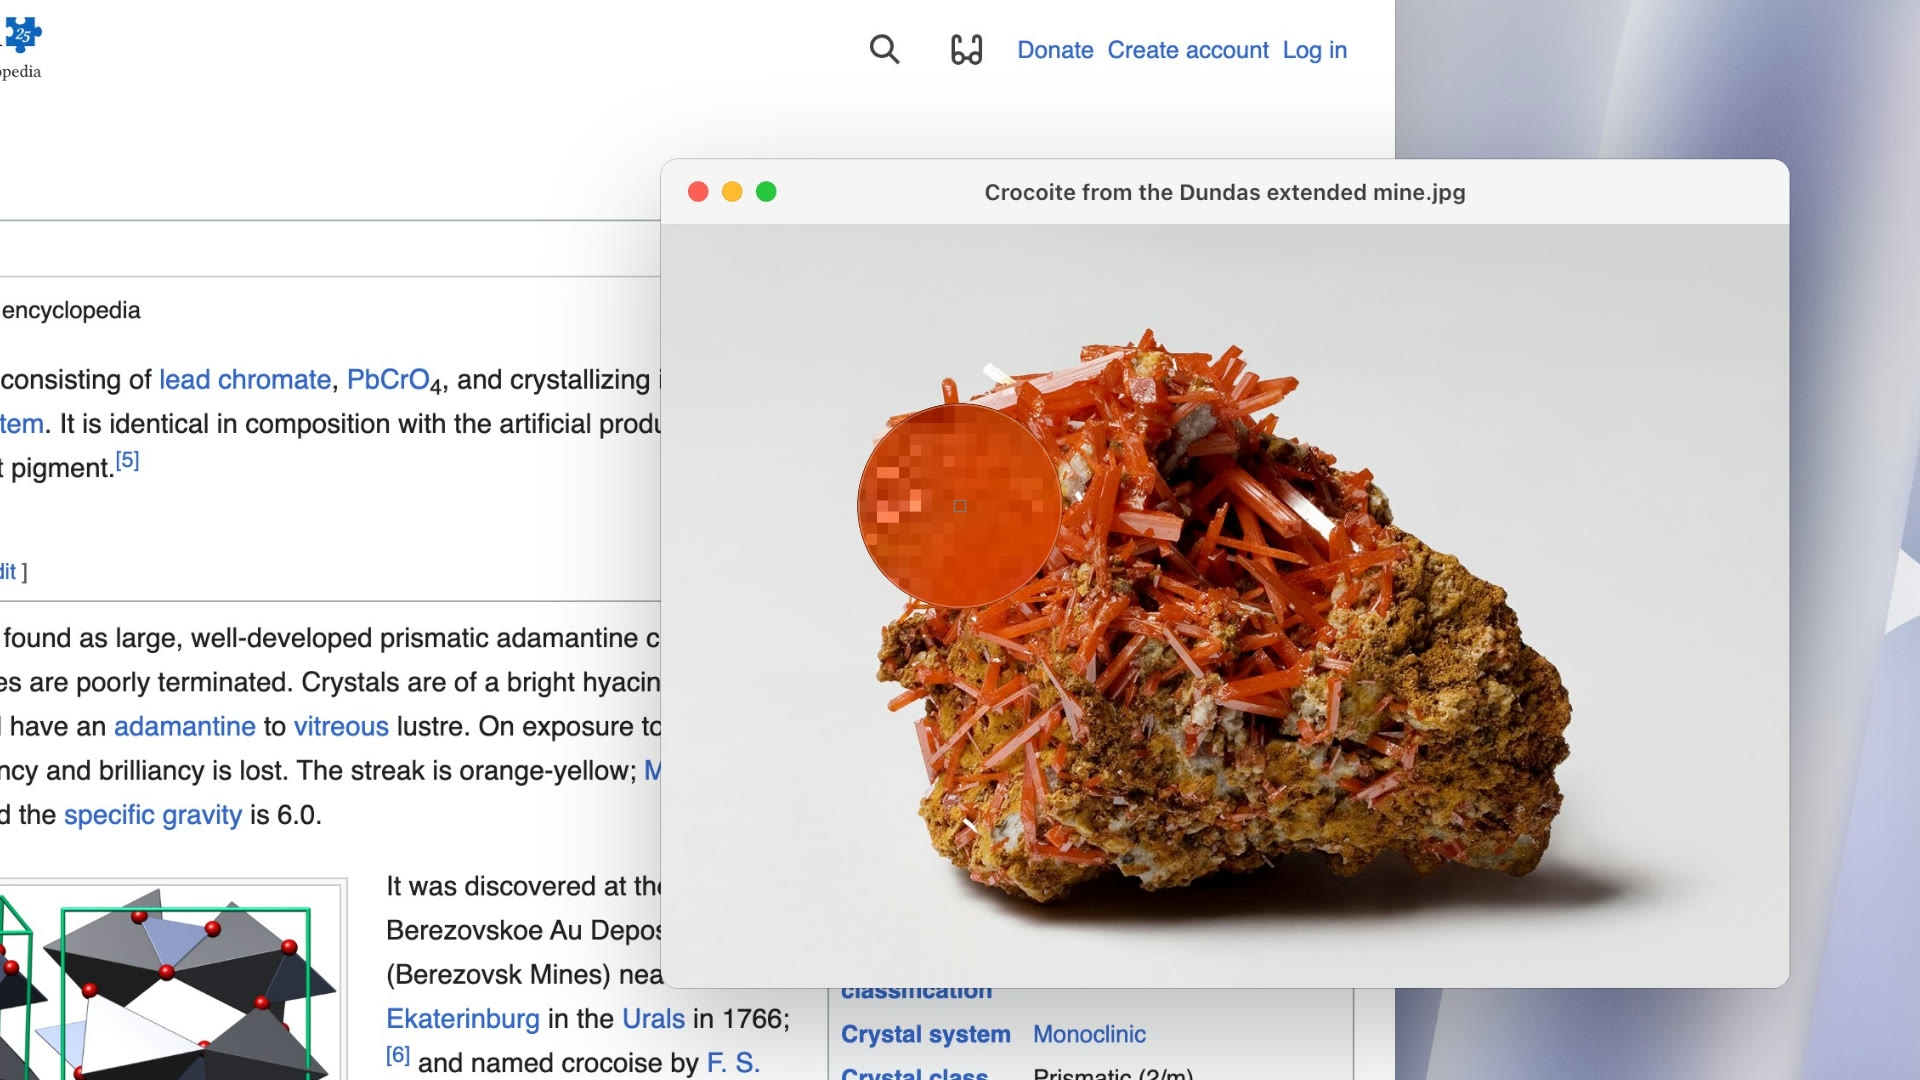 25
pedia
Donate Create account Log in
Crocoite from the Dundas extended mine.jpg
encyclopedia
consisting of lead chromate, PbCrO4, and crystallizing
tem. It is identical in composition with the artificial produ
t pigment.[5]
dit ]
found as large, well-developed prismatic adamantine c
es are poorly terminated. Crystals are of a bright hyacin
have an adamantine to vitreous lustre. On exposure to
ncy and brilliancy is lost. The streak is orange-yellow; M
d the specific gravity is 6.0.
It was discovered at the
Berezovskoe Au Depos
(Berezovsk Mines) nea
Ekaterinburg in the Urals in 1766;
[6] and named crocoise by F. S.
classification
Crystal system Monoclinic
Crystal class Prismatic (2/m)